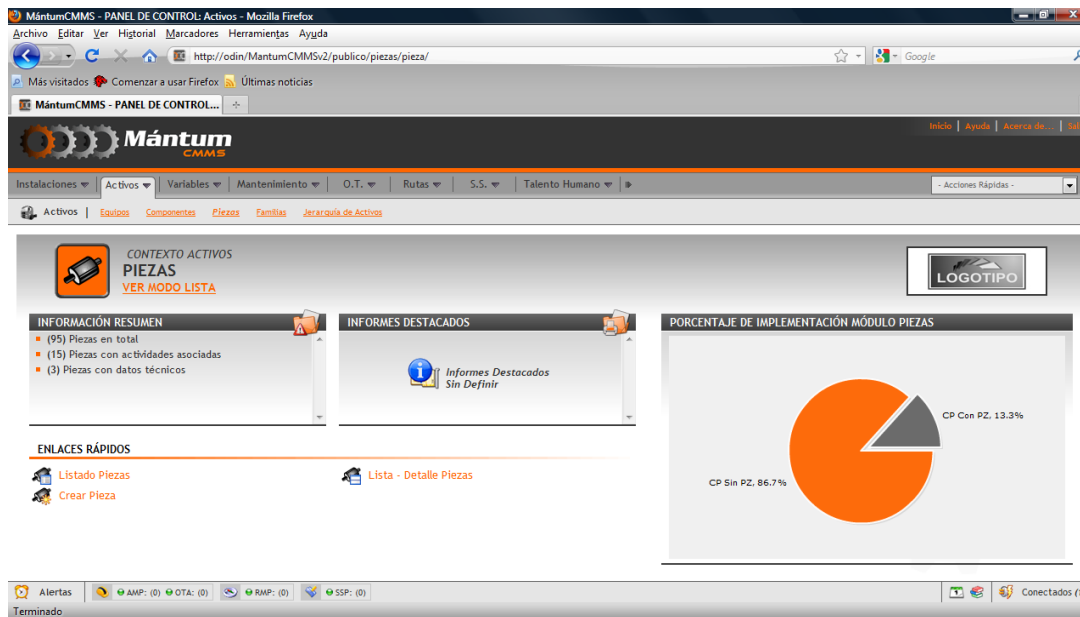 MántumCMMS - PANEL DE CONTROL: Activos - Mozilla Firefox
Archivo Editar Ver Historial Marcadores Herramientas Ayuda
http://odin/MantumCMMSv2/publico/piezas/pieza/
Google
Más visitados Comenzar a usar Firefox Últimas noticias
MántumCMMS - PANEL DE CONTROL...
Inicio | Ayuda | Acerca de... |
Mántum
CMMS
Instalaciones Activos Variables Mantenimiento O.T. Rutas S.S. Talento Humano
- Acciones Rápidas -
Activos | Equipos Componentes Piezas Familias Jerarquía de Activos
CONTEXTO ACTIVOS
PIEZAS
VER MODO LISTA
LOGOTIPO
INFORMACIÓN RESUMEN
(95) Piezas en total
(15) Piezas con actividades asociadas
(3) Piezas con datos técnicos
INFORMES DESTACADOS
Informes Destacados
Sin Definir
PORCENTAJE DE IMPLEMENTACIÓN MÓDULO PIEZAS
CP Con PZ, 13.3%
CP Sin PZ, 86.7%
ENLACES RÁPIDOS
Listado Piezas
Lista - Detalle Piezas
Crear Pieza
Alertas AMP: (0) OTA: (0) RMP: (0) SSP: (0)
Conectados
Terminado